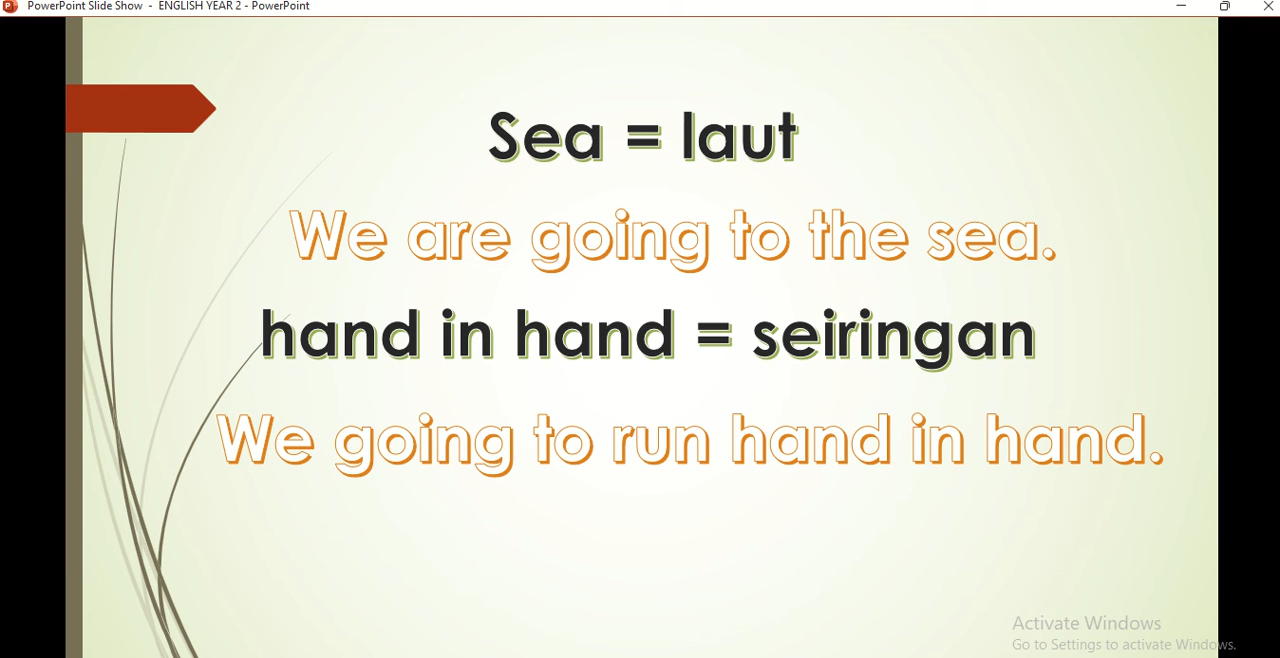 PowerPoint Slide Show - ENGLISH YEAR 2 - PowerPoint
Sea = laut
We are going to the sea.
hand in hand = seiringan
We going to run hand in hand.
Activate Windows
Go to Settings to activate Windows.